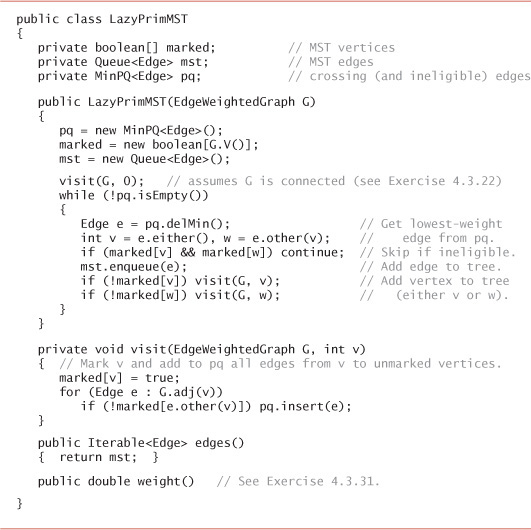 public class LazyPrimMST
{
private boolean[] marked; // MST vertices
private Queue<Edge> mst; // MST edges
private MinPQ<Edge> pq; // crossing (and ineligible) edges
public LazyPrimMST(EdgeWeightedGraph G)
{
pq = new MinPQ<Edge>();
marked = new boolean[G.V()];
mst = new Queue<Edge>();
visit(G, 0); // assumes G is connected (see Exercise 4.3.22)
while (!pq.isEmpty())
{
Edge e = pq.delMin(); // Get lowest-weight
int v = e.either(), w = e.other(v); // edge from pq.
if (marked[v] && marked[w]) continue; // Skip if ineligible.
mst.enqueue(e); // Add edge to tree.
if (!marked[v]) visit(G, v); // Add vertex to tree
if (!marked[w]) visit(G, w); // (either v or w).
}
}
private void visit(EdgeWeightedGraph G, int v)
{ // Mark v and add to pq all edges from v to unmarked vertices.
marked[v] = true;
for (Edge e : G.adj(v))
if (!marked[e.other(v)]) pq.insert(e);
}
public Iterable<Edge> edges()
{ return mst; }
public double weight() // See Exercise 4.3.31.
}